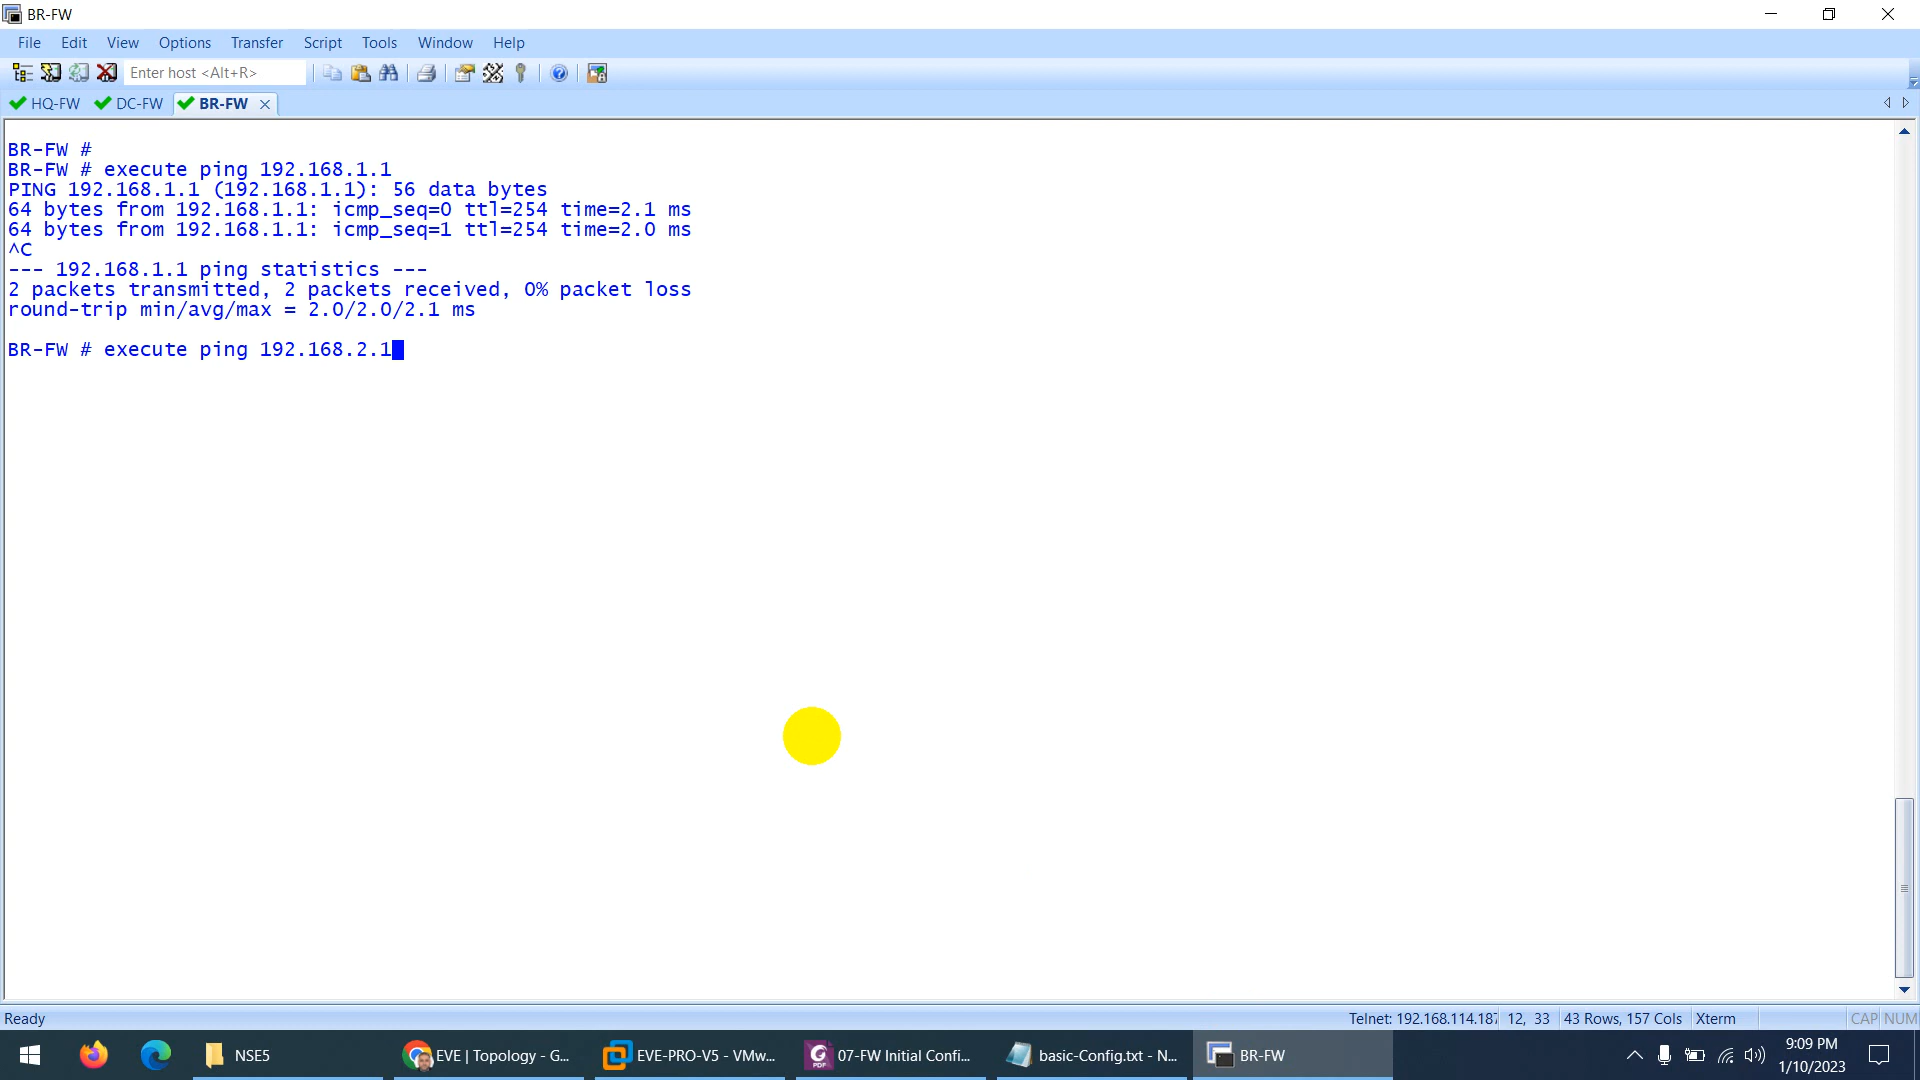 BR-FW
File Edit View Options Transfer Script Tools Window Help
Enter host <Alt+R>
HQ-FW DC-FW BR-FW
BR-FW #
BR-FW # execute ping 192.168.1.1
PING 192.168.1.1 (192.168.1.1): 56 data bytes
64 bytes from 192.168.1.1: icmp_seq=0 ttl=254 time=2.1 ms
64 bytes from 192.168.1.1: icmp_seq=1 ttl=254 time=2.0 ms
^C
--- 192.168.1.1 ping statistics ---
2 packets transmitted, 2 packets received, 0% packet loss
round-trip min/avg/max = 2.0/2.0/2.1 ms
BR-FW # execute ping 192.168.2.1
Ready Telnet: 192.168.114.187 12, 33 43 Rows, 157 Cols Xterm CAP NUM
NSE5 EVE | Topology - G... EVE-PRO-V5 - VMw... 07-FW Initial Confi... basic-Config.txt - N... BR-FW 9:09 PM
1/10/2023